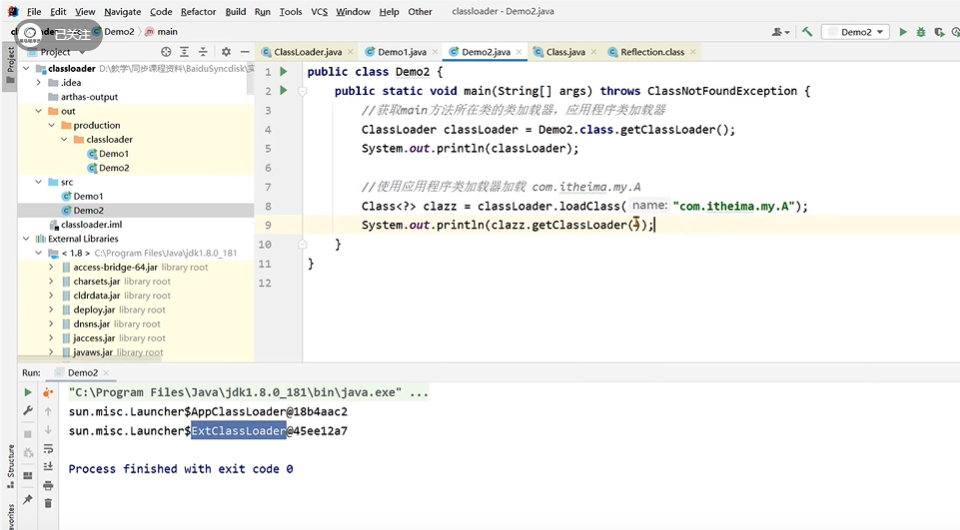 File Edit View Navigate Code Refactor Build Run Tools VCS Window Help Other classloader - Demo2.java
已关注
Demo2 main
Demo2
Project
ClassLoader.java Demo1.java Demo2.java Class.java Reflection.class
classloader D:\教学\同步课程资料\BaiduSyncdisk\实
.idea
arthas-output
out
production
classloader
Demo1
Demo2
src
Demo1
Demo2
classloader.iml
External Libraries
< 1.8 > C:\Program Files\Java\jdk1.8.0_181
access-bridge-64.jar library root
charsets.jar library root
cldrdata.jar library root
deploy.jar library root
dnsns.jar library root
jaccess.jar library root
javaws.jar library root
Project
1 public class Demo2 {
2 public static void main(String[] args) throws ClassNotFoundException {
3 //获取main方法所在类的类加载器，应用程序类加载器
4 ClassLoader classLoader = Demo2.class.getClassLoader();
5 System.out.println(classLoader);
6
7 //使用应用程序类加载器加载 com.itheima.my.A
8 Class<?> clazz = classLoader.loadClass( name: "com.itheima.my.A");
9 System.out.println(clazz.getClassLoader());
10 }
11 }
12
Run: Demo2
"C:\Program Files\Java\jdk1.8.0_181\bin\java.exe" ...
sun.misc.Launcher$AppClassLoader@18b4aac2
sun.misc.Launcher$ExtClassLoader@45ee12a7
Process finished with exit code 0
Structure